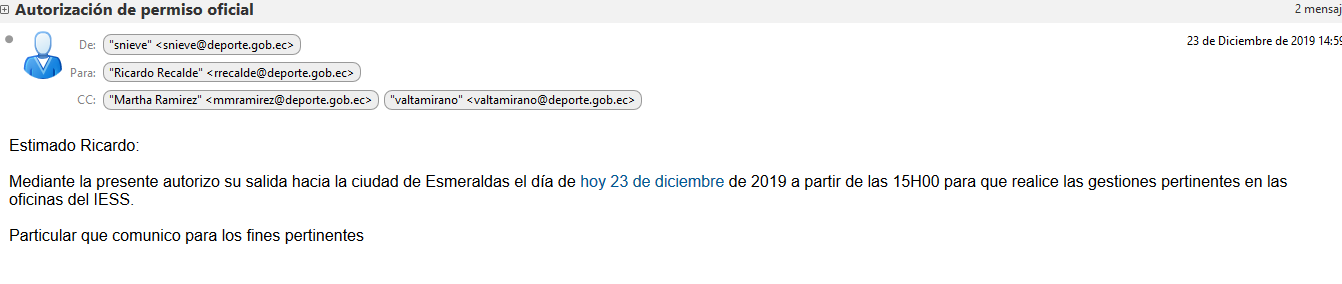 Autorización de permiso oficial
2 mensaj
De: "snieve" <snieve@deporte.gob.ec>
23 de Diciembre de 2019 14:59
Para: "Ricardo Recalde" <rrecalde@deporte.gob.ec>
CC: "Martha Ramirez" <mmramirez@deporte.gob.ec> "valtamirano" <valtamirano@deporte.gob.ec>
Estimado Ricardo:
Mediante la presente autorizo su salida hacia la ciudad de Esmeraldas el día de hoy 23 de diciembre de 2019 a partir de las 15H00 para que realice las gestiones pertinentes en las
oficinas del IESS.
Particular que comunico para los fines pertinentes